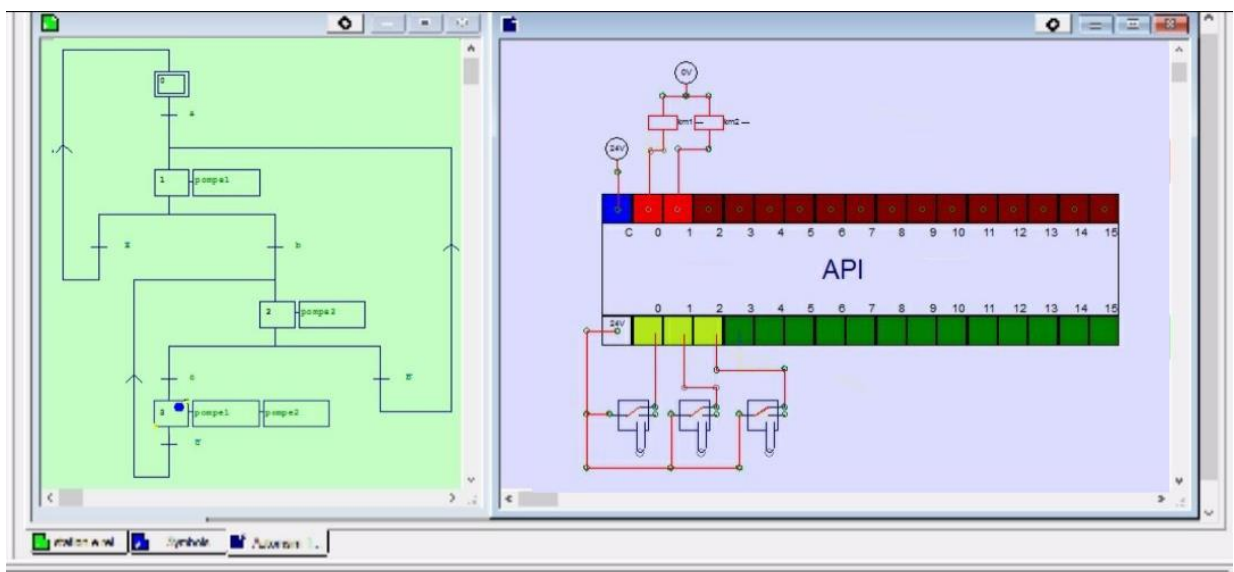 0
a
1 pompe1
b
2 pompe2
c
3 pompe1 pompe2
0V
km1 km2
24V
C 0 1 2 3 4 5 6 7 8 9 10 11 12 13 14 15
API
0 1 2 3 4 5 6 7 8 9 10 11 12 13 14 15
24V
Symbole